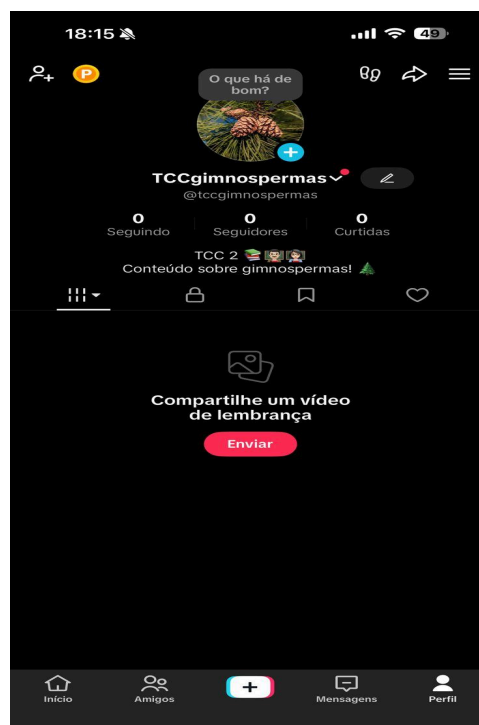 18:15
49
P
O que há de
bom?
TCCgimnospermas
@tccgimnospermas
0 0 0
Seguindo Seguidores Curtidas
TCC 2 📚👨🏽‍🏫👩🏽‍🏫
Conteúdo sobre gimnospermas! 🌲
Compartilhe um vídeo
de lembrança
Enviar
Início Amigos Mensagens Perfil